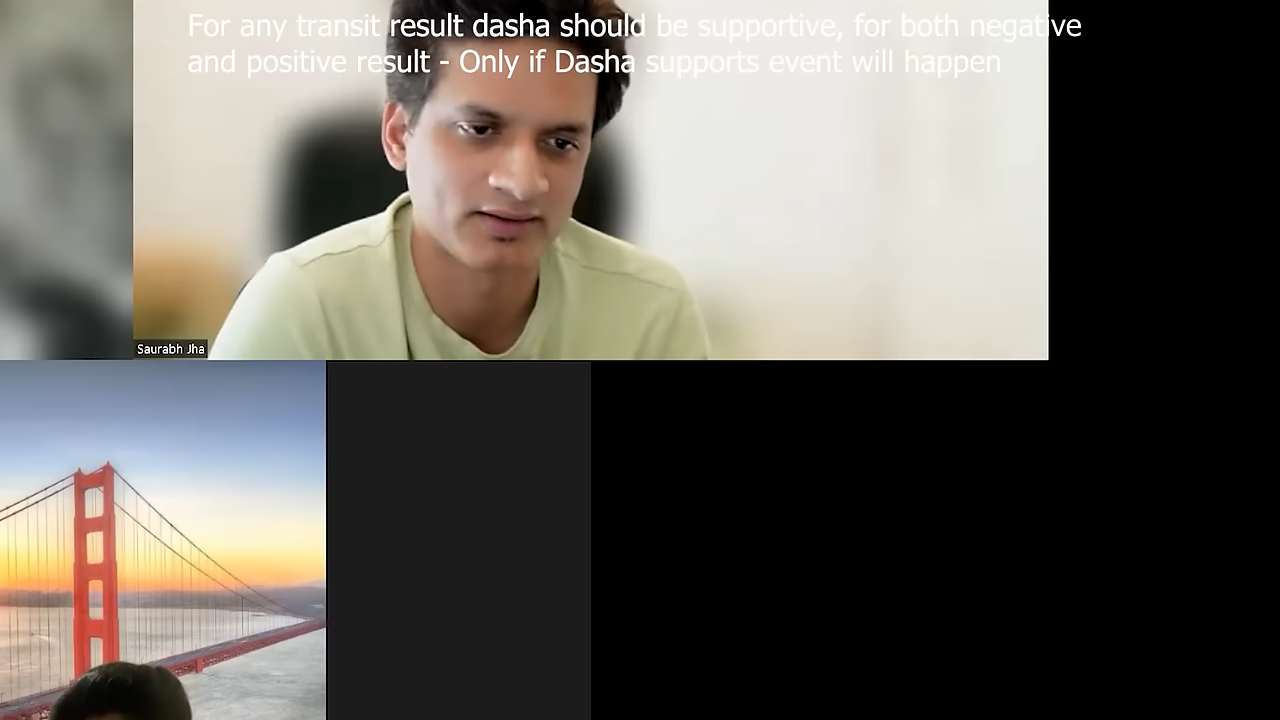 For any transit result dasha should be supportive, for both negative
and positive result - Only if Dasha supports event will happen
Saurabh Jha